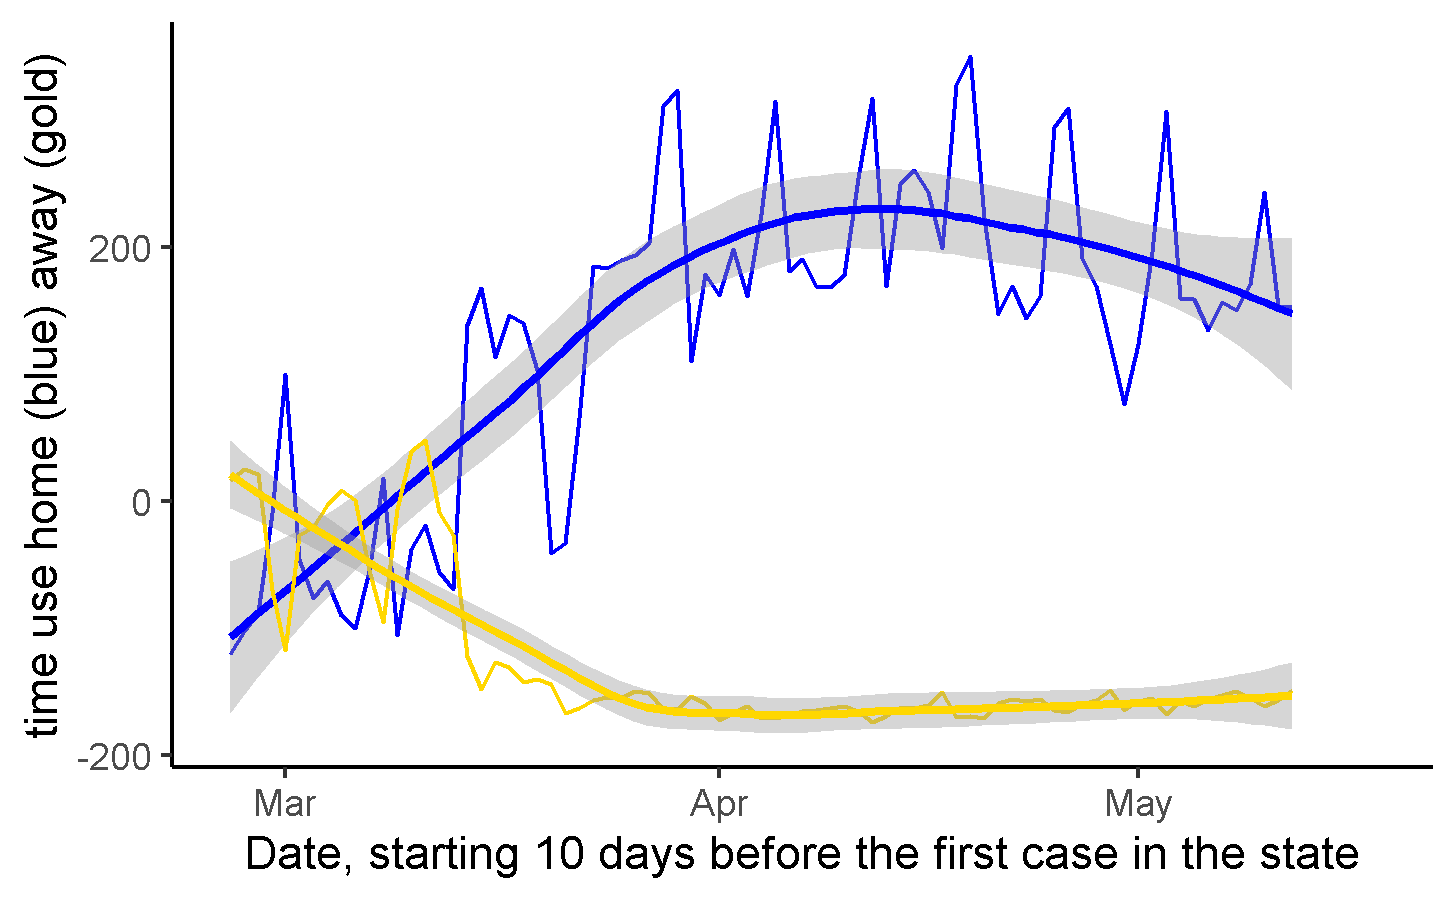 time use home (blue) away (gold)
200
0
-200
Mar
Apr
May
Date, starting 10 days before the first case in the state